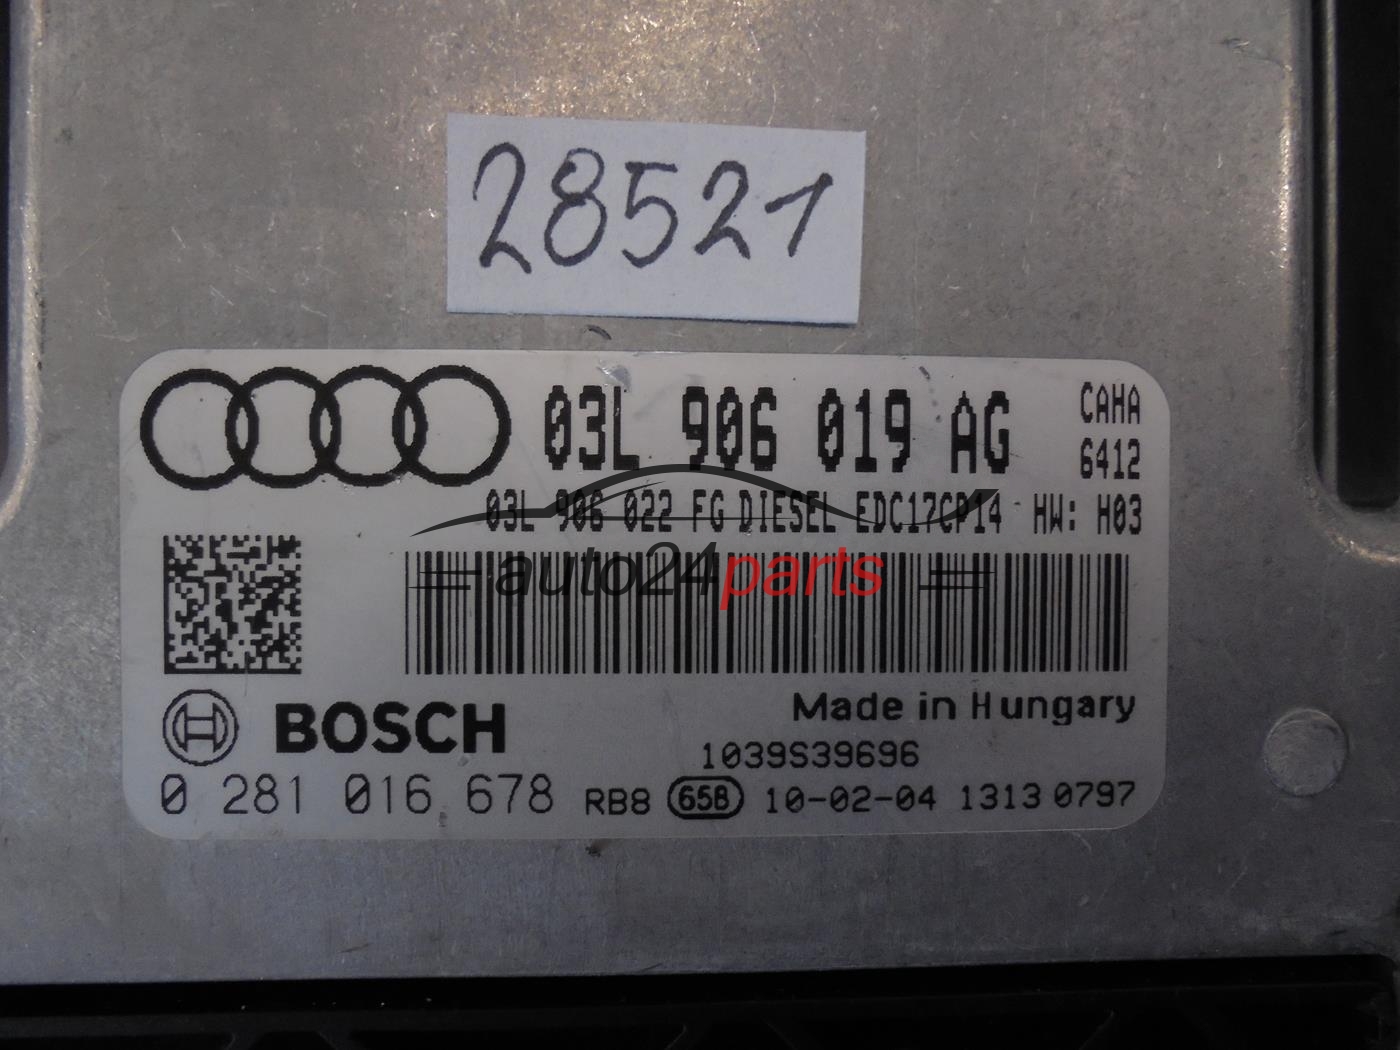 28521
03L 906 019 AG
CAHA
6412
03L 906 022 FG DIESEL EDC17CP14 HW: H03
auto24parts
BOSCH
Made in Hungary
1039S39696
0 281 016 678 RB8 65B 10-02-04 1313 0797